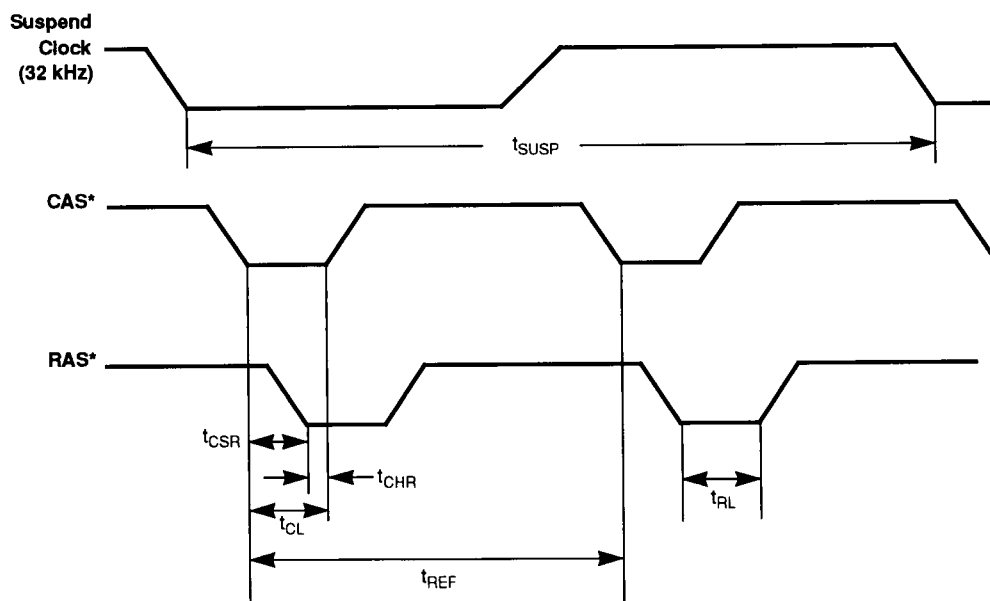 Suspend
Clock
(32 kHz)
tSUSP
CAS*
RAS*
tCSR
tCHR
tRL
tCL
tREF